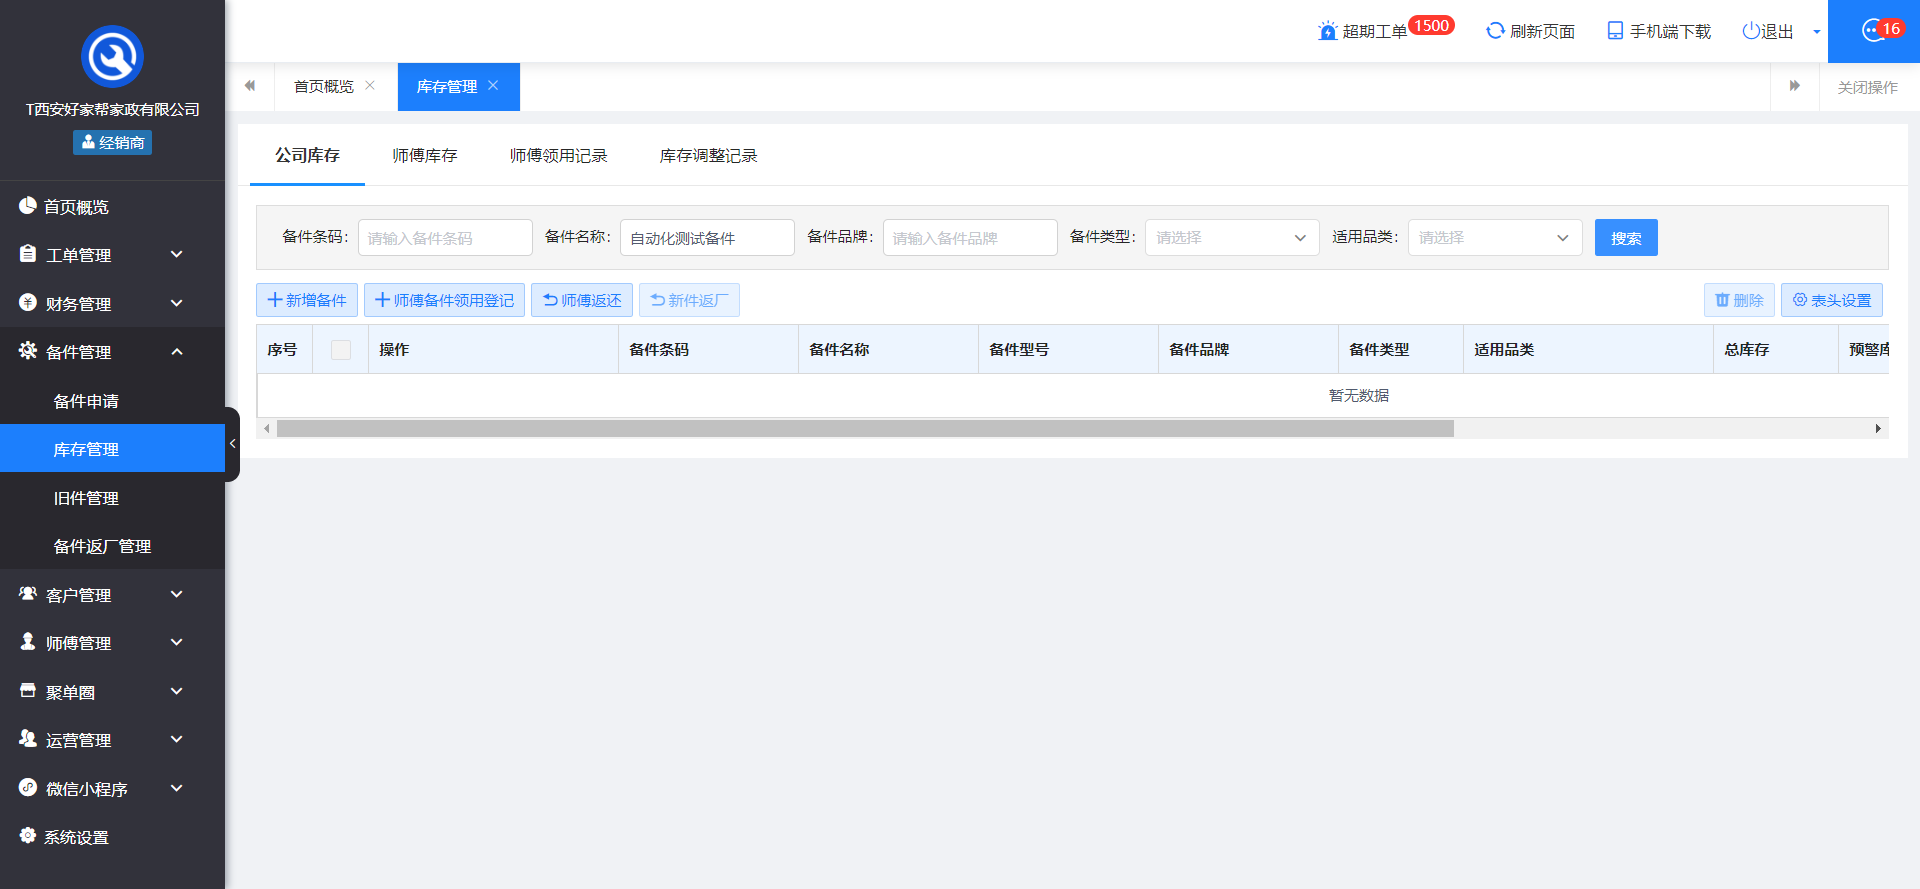 T西安好家帮家政有限公司
经销商
首页概览
工单管理
财务管理
备件管理
备件申请
库存管理
旧件管理
备件返厂管理
客户管理
师傅管理
聚单圈
运营管理
微信小程序
系统设置
超期工单 1500 刷新页面 手机端下载 退出 16
首页概览 库存管理 关闭操作
公司库存 师傅库存 师傅领用记录 库存调整记录
备件条码: 请输入备件条码 备件名称: 自动化测试备件 备件品牌: 请输入备件品牌 备件类型: 请选择 适用品类: 请选择 搜索
新增备件 师傅备件领用登记 师傅返还 新件返厂 删除 表头设置
序号 操作 备件条码 备件名称 备件型号 备件品牌 备件类型 适用品类 总库存 预警库
暂无数据